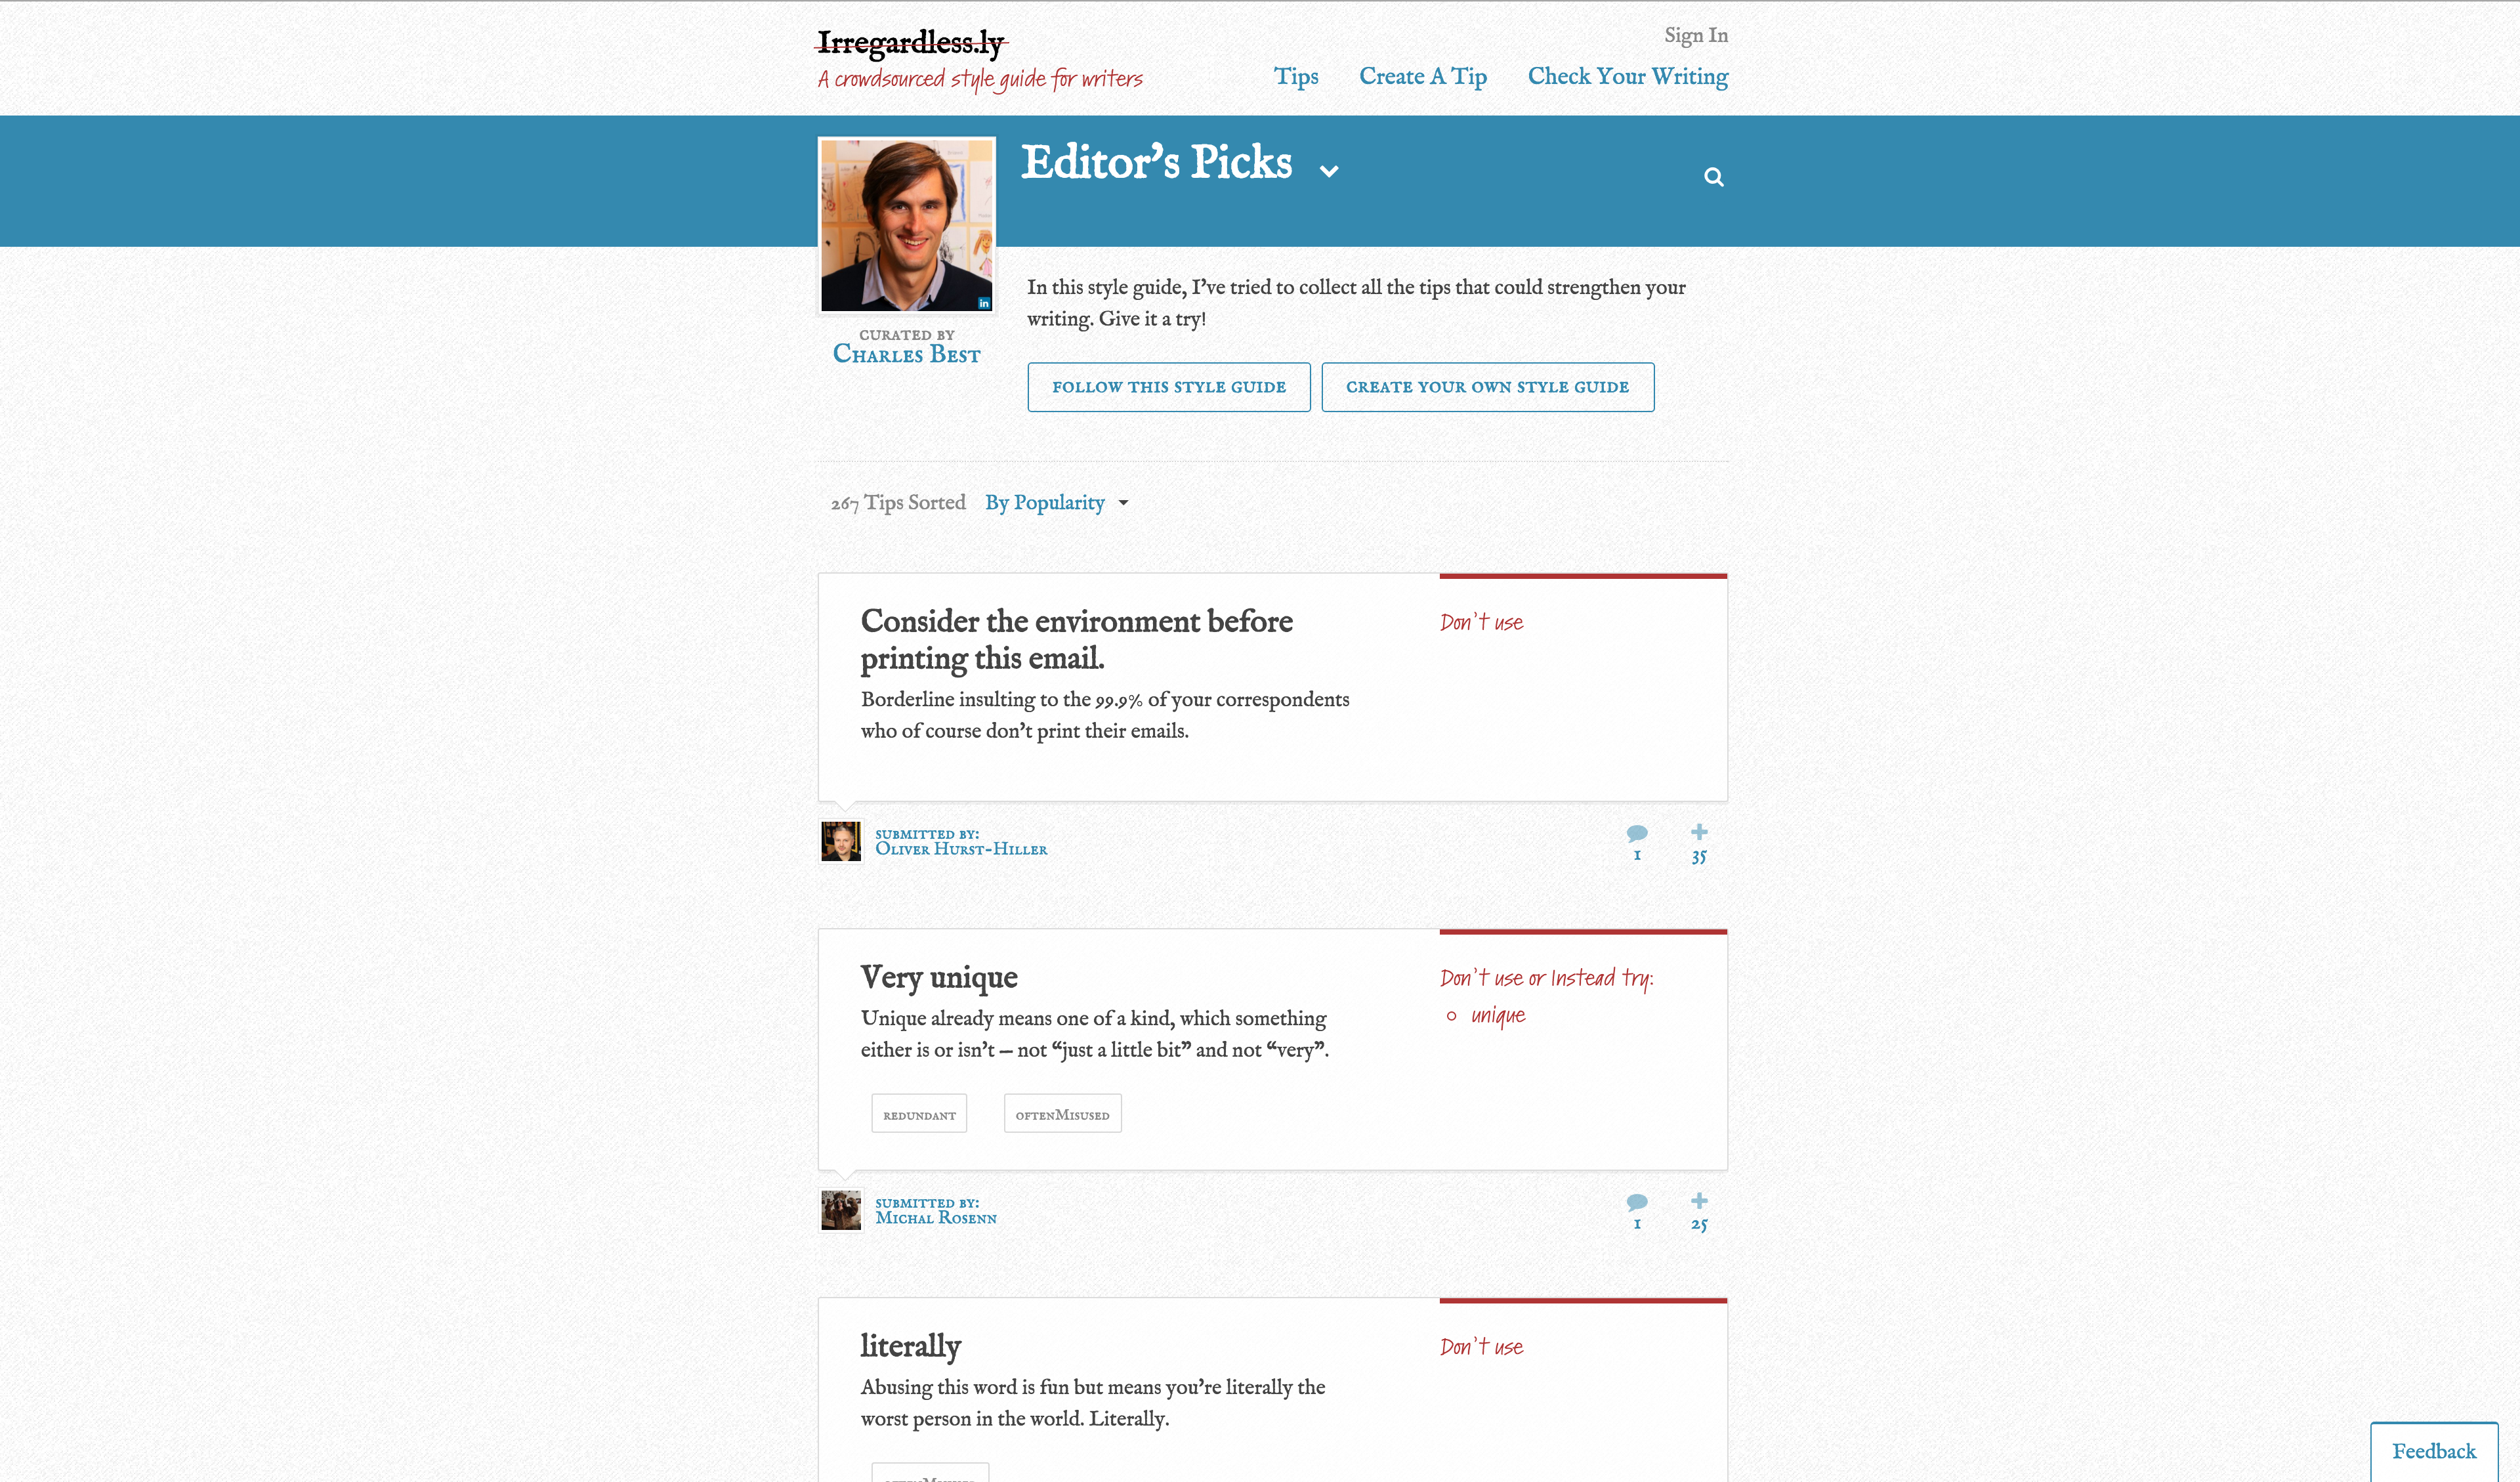 Irregardless.ly
A crowdsourced style guide for writers
Sign In
Tips
Create A Tip
Check Your Writing
Editor's Picks
in
CURATED BY
CHARLES BEST
In this style guide, I've tried to collect all the tips that could strengthen your
writing. Give it a try!
FOLLOW THIS STYLE GUIDE
CREATE YOUR OWN STYLE GUIDE
267 Tips Sorted
By Popularity
Consider the environment before
printing this email.
Borderline insulting to the 99.9% of your correspondents
who of course don't print their emails.
Don't use
SUBMITTED BY:
OLIVER HURST-HILLER
1
35
Very unique
Unique already means one of a kind, which something
either is or isn't — not “just a little bit” and not “very”.
REDUNDANT
OFTENMISUSED
Don't use or Instead try:
unique
SUBMITTED BY:
MICHAL ROSENN
1
25
literally
Abusing this word is fun but means you're literally the
worst person in the world. Literally.
Don't use
Feedback